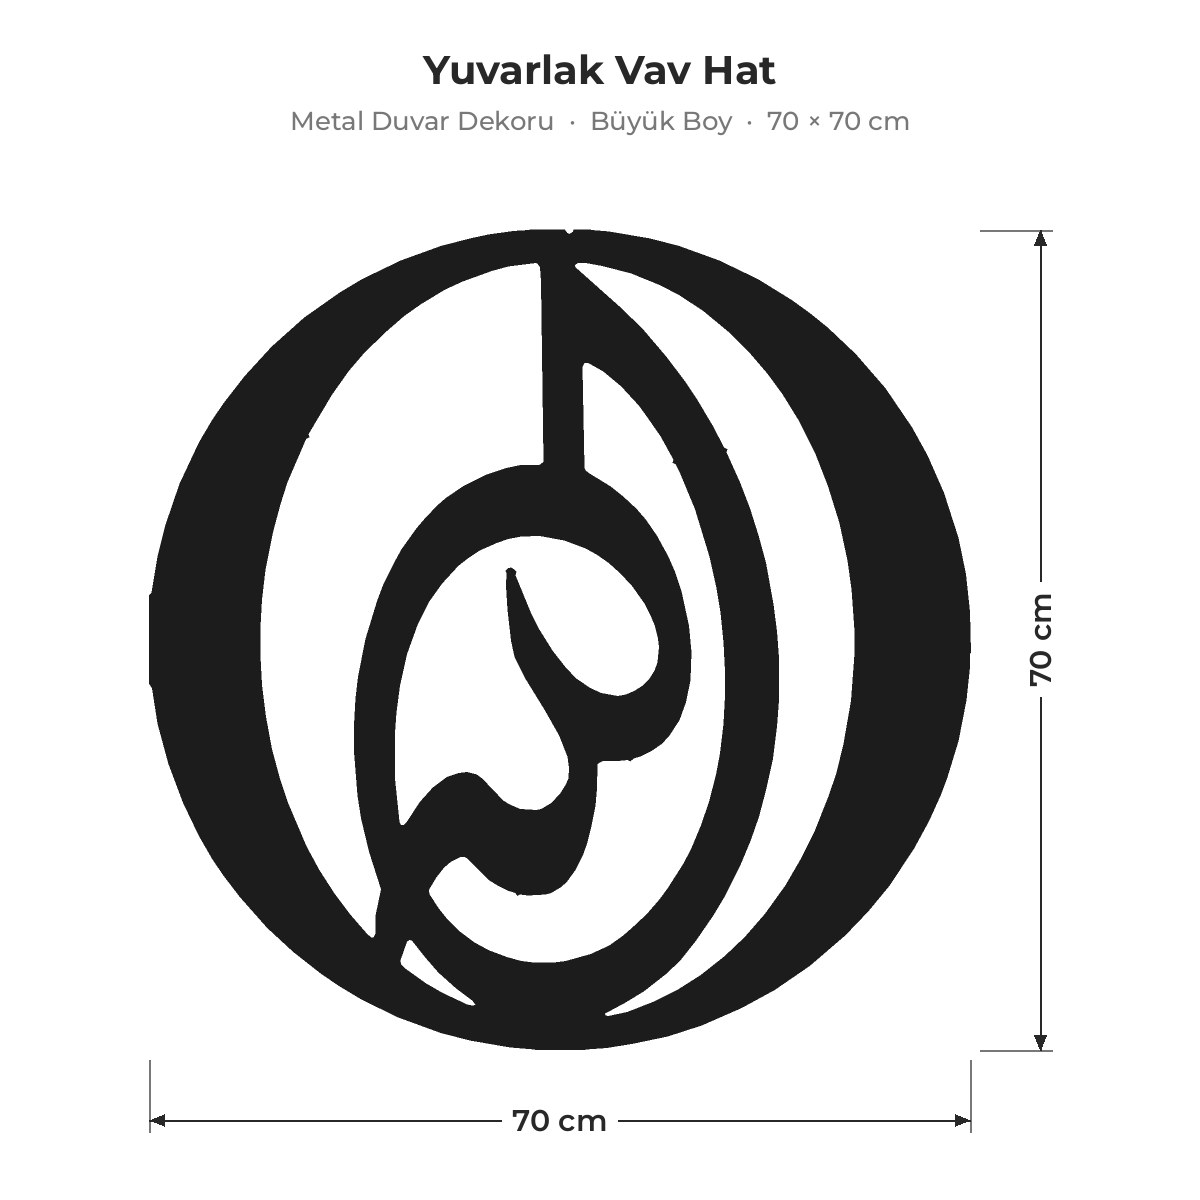 Yuvarlak Vav Hat
Metal Duvar Dekoru · Büyük Boy · 70 × 70 cm
و
70 cm
70 cm